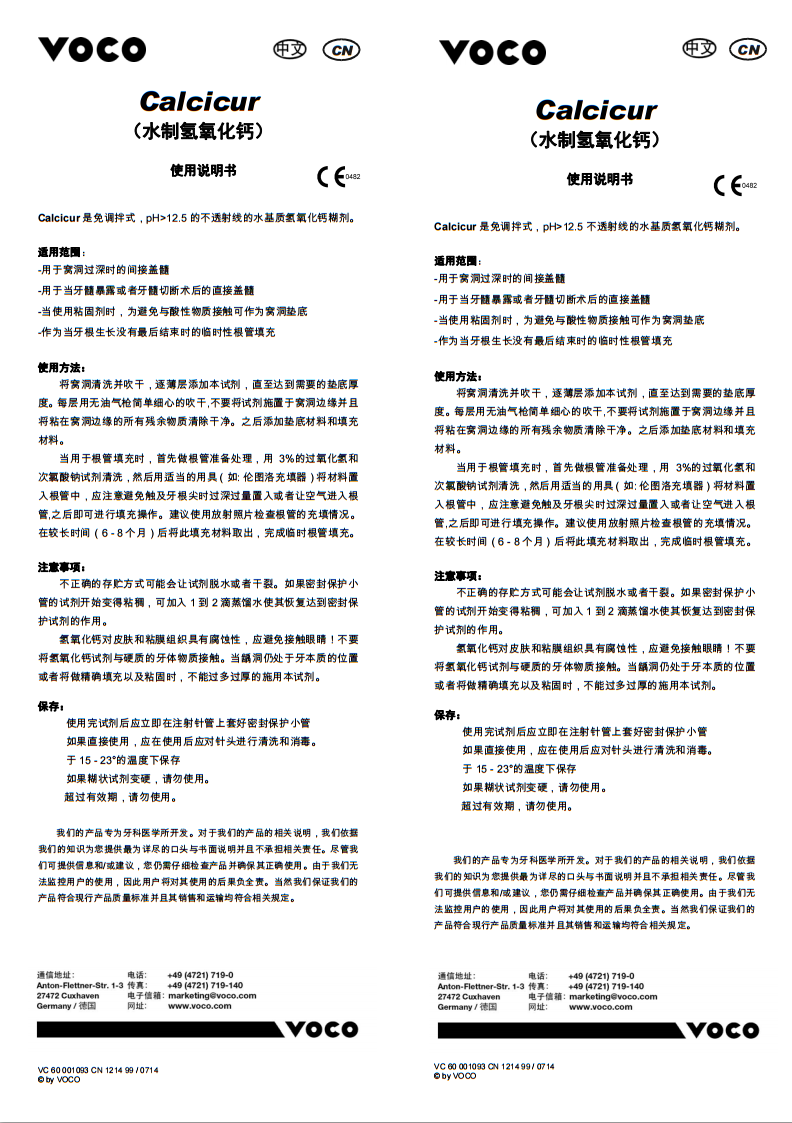 VOCO
中文 CN
Calcicur
（水制氢氧化钙）
使用说明书
CE 0482
Calcicur 是免调拌式，pH>12.5 的不透射线的水基质氢氧化钙糊剂。
适用范围：
-用于窝洞过深时的间接盖髓
-用于当牙髓暴露或者牙髓切断术后的直接盖髓
-当使用粘固剂时，为避免与酸性物质接触可作为窝洞垫底
-作为当牙根生长没有最后结束时的临时性根管填充
使用方法：
将窝洞清洗并吹干，逐薄层添加本试剂，直至达到需要的垫底厚
度。每层用无油气枪简单细心的吹干,不要将试剂施置于窝洞边缘并且
将粘在窝洞边缘的所有残余物质清除干净。之后添加垫底材料和填充
材料。
当用于根管填充时，首先做根管准备处理，用 3%的过氧化氢和
次氯酸钠试剂清洗，然后用适当的用具（如: 伦图洛充填器）将材料置
入根管中，应注意避免触及牙根尖时过深过量置入或者让空气进入根
管,之后即可进行填充操作。建议使用放射照片检查根管的充填情况。
在较长时间（6 - 8 个月）后将此填充材料取出，完成临时根管填充。
注意事项：
不正确的存贮方式可能会让试剂脱水或者干裂。如果密封保护小
管的试剂开始变得粘稠，可加入 1 到 2 滴蒸馏水使其恢复达到密封保
护试剂的作用。
氢氧化钙对皮肤和粘膜组织具有腐蚀性，应避免接触眼睛！不要
将氢氧化钙试剂与硬质的牙体物质接触。当龋洞仍处于牙本质的位置
或者将做精确填充以及粘固时，不能过多过厚的施用本试剂。
保存：
使用完试剂后应立即在注射针管上套好密封保护小管
如果直接使用，应在使用后应对针头进行清洗和消毒。
于 15 - 23°的温度下保存
如果糊状试剂变硬，请勿使用。
超过有效期，请勿使用。
我们的产品专为牙科医学所开发。对于我们的产品的相关说明，我们依据
我们的知识为您提供最为详尽的口头与书面说明并且不承担相关责任。尽管我
们可提供信息和/或建议，您仍需仔细检查产品并确保其正确使用。由于我们无
法监控用户的使用，因此用户将对其使用的后果负全责。当然我们保证我们的
产品符合现行产品质量标准并且其销售和运输均符合相关规定。
通信地址： 电话： +49 (4721) 719-0
Anton-Flettner-Str. 1-3 传真： +49 (4721) 719-140
27472 Cuxhaven 电子信箱： marketing@voco.com
Germany / 德国 网址： www.voco.com
VOCO
VC 60 001093 CN 1214 99 / 0714
© by VOCO
VOCO
中文 CN
Calcicur
（水制氢氧化钙）
使用说明书
CE 0482
Calcicur 是免调拌式，pH>12.5 不透射线的水基质氢氧化钙糊剂。
适用范围：
-用于窝洞过深时的间接盖髓
-用于当牙髓暴露或者牙髓切断术后的直接盖髓
-当使用粘固剂时，为避免与酸性物质接触可作为窝洞垫底
-作为当牙根生长没有最后结束时的临时性根管填充
使用方法：
将窝洞清洗并吹干，逐薄层添加本试剂，直至达到需要的垫底厚
度。每层用无油气枪简单细心的吹干,不要将试剂施置于窝洞边缘并且
将粘在窝洞边缘的所有残余物质清除干净。之后添加垫底材料和填充
材料。
当用于根管填充时，首先做根管准备处理，用 3%的过氧化氢和
次氯酸钠试剂清洗，然后用适当的用具（如: 伦图洛充填器）将材料置
入根管中，应注意避免触及牙根尖时过深过量置入或者让空气进入根
管,之后即可进行填充操作。建议使用放射照片检查根管的充填情况。
在较长时间（6 - 8 个月）后将此填充材料取出，完成临时根管填充。
注意事项：
不正确的存贮方式可能会让试剂脱水或者干裂。如果密封保护小
管的试剂开始变得粘稠，可加入 1 到 2 滴蒸馏水使其恢复达到密封保
护试剂的作用。
氢氧化钙对皮肤和粘膜组织具有腐蚀性，应避免接触眼睛！不要
将氢氧化钙试剂与硬质的牙体物质接触。当龋洞仍处于牙本质的位置
或者将做精确填充以及粘固时，不能过多过厚的施用本试剂。
保存：
使用完试剂后应立即在注射针管上套好密封保护小管
如果直接使用，应在使用后应对针头进行清洗和消毒。
于 15 - 23°的温度下保存
如果糊状试剂变硬，请勿使用。
超过有效期，请勿使用。
我们的产品专为牙科医学所开发。对于我们的产品的相关说明，我们依据
我们的知识为您提供最为详尽的口头与书面说明并且不承担相关责任。尽管我
们可提供信息和/或建议，您仍需仔细检查产品并确保其正确使用。由于我们无
法监控用户的使用，因此用户将对其使用的后果负全责。当然我们保证我们的
产品符合现行产品质量标准并且其销售和运输均符合相关规定。
通信地址： 电话： +49 (4721) 719-0
Anton-Flettner-Str. 1-3 传真： +49 (4721) 719-140
27472 Cuxhaven 电子信箱： marketing@voco.com
Germany / 德国 网址： www.voco.com
VOCO
VC 60 001093 CN 1214 99 / 0714
© by VOCO